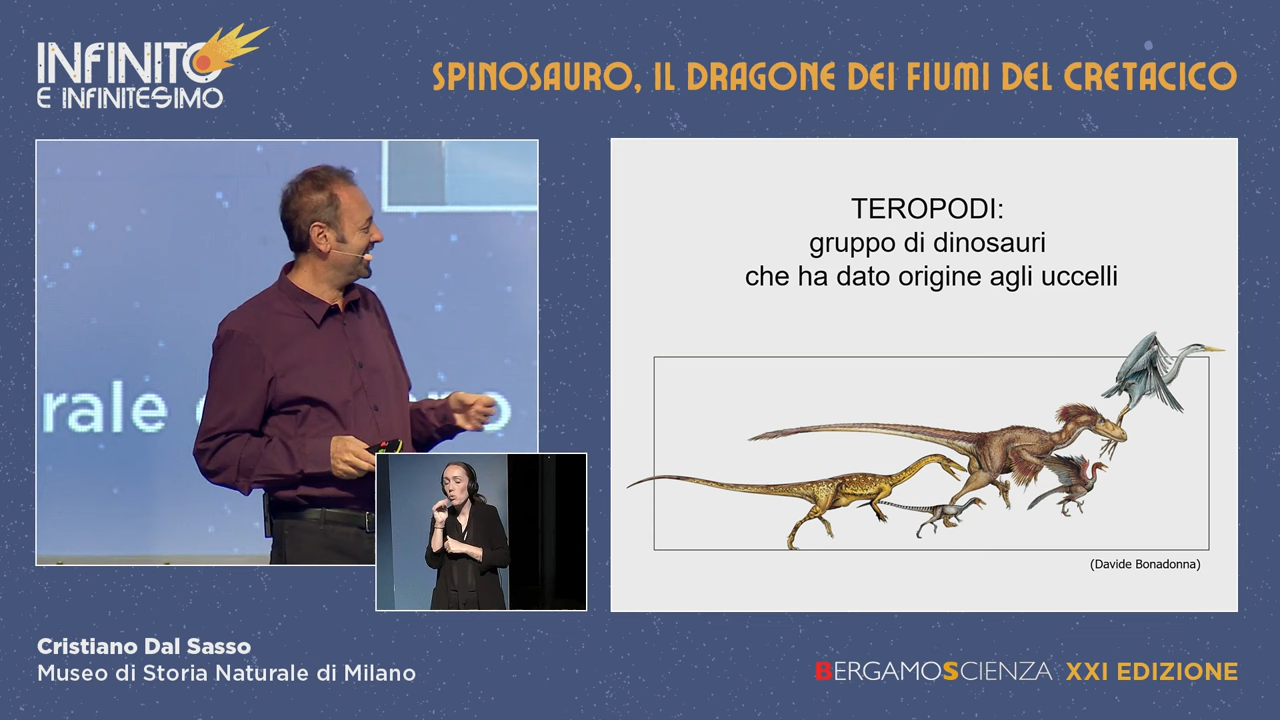 INFINITO
E INFINITESIMO
SPINOSAURO, IL DRAGONE DEI FIUMI DEL CRETACICO
TEROPODI:
gruppo di dinosauri
che ha dato origine agli uccelli
(Davide Bonadonna)
Cristiano Dal Sasso
Museo di Storia Naturale di Milano
BERGAMOSCIENZA XXI EDIZIONE